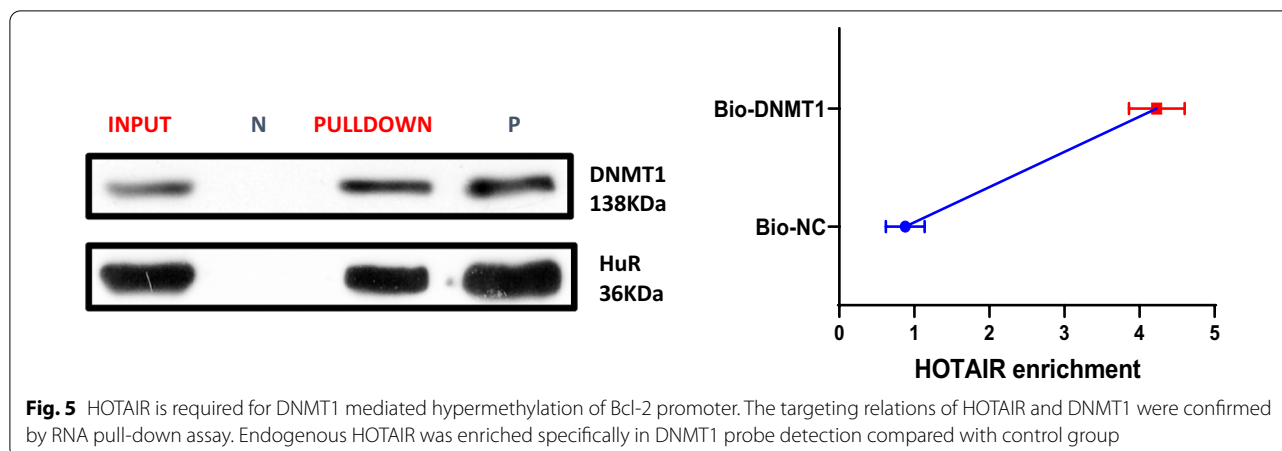 INPUT N PULLDOWN P
DNMT1
138KDa
HuR
36KDa
Bio-DNMT1
Bio-NC
0 1 2 3 4 5
HOTAIR enrichment
Fig. 5 HOTAIR is required for DNMT1 mediated hypermethylation of Bcl-2 promoter. The targeting relations of HOTAIR and DNMT1 were confirmed
by RNA pull-down assay. Endogenous HOTAIR was enriched specifically in DNMT1 probe detection compared with control group